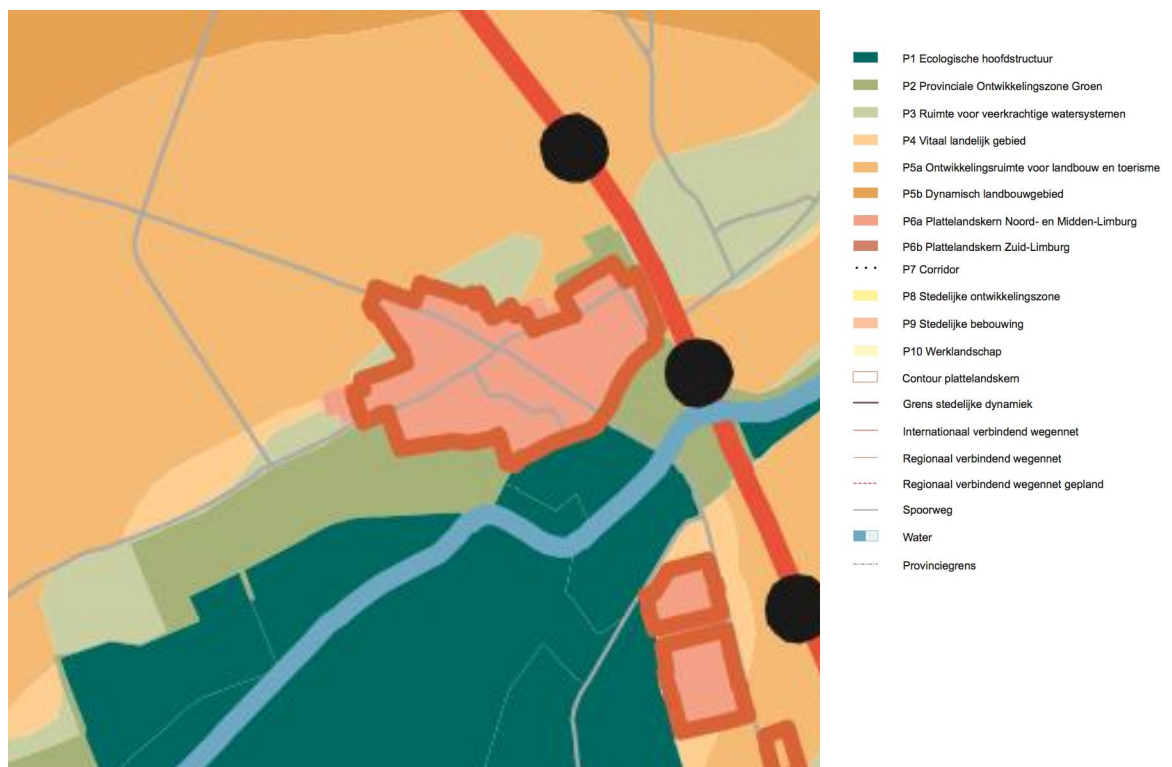 P1 Ecologische hoofdstructuur
P2 Provinciale Ontwikkelingszone Groen
P3 Ruimte voor veerkrachtige watersystemen
P4 Vitaal landelijk gebied
P5a Ontwikkelingsruimte voor landbouw en toerisme
P5b Dynamisch landbouwgebied
P6a Plattelandskern Noord- en Midden-Limburg
P6b Plattelandskern Zuid-Limburg
P7 Corridor
P8 Stedelijke ontwikkelingszone
P9 Stedelijke bebouwing
P10 Werklandschap
Contour plattelandskern
Grens stedelijke dynamiek
Internationaal verbindend wegennet
Regionaal verbindend wegennet
Regionaal verbindend wegennet gepland
Spoorweg
Water
Provinciegrens